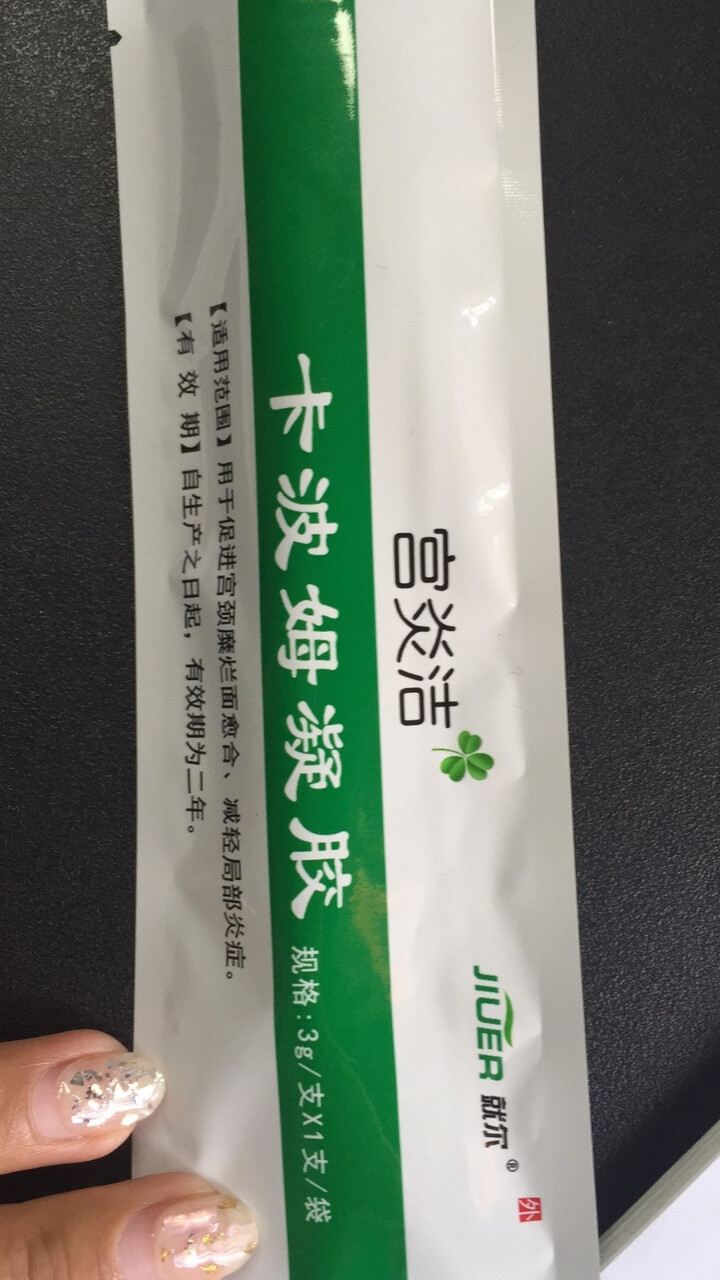 JIUER 就尔®
外
宫炎洁
卡波姆凝胶 规格:3g/支X1支/袋
【适用范围】用于促进宫颈糜烂面愈合、减轻局部炎症。
【有效期】自生产之日起，有效期为二年。